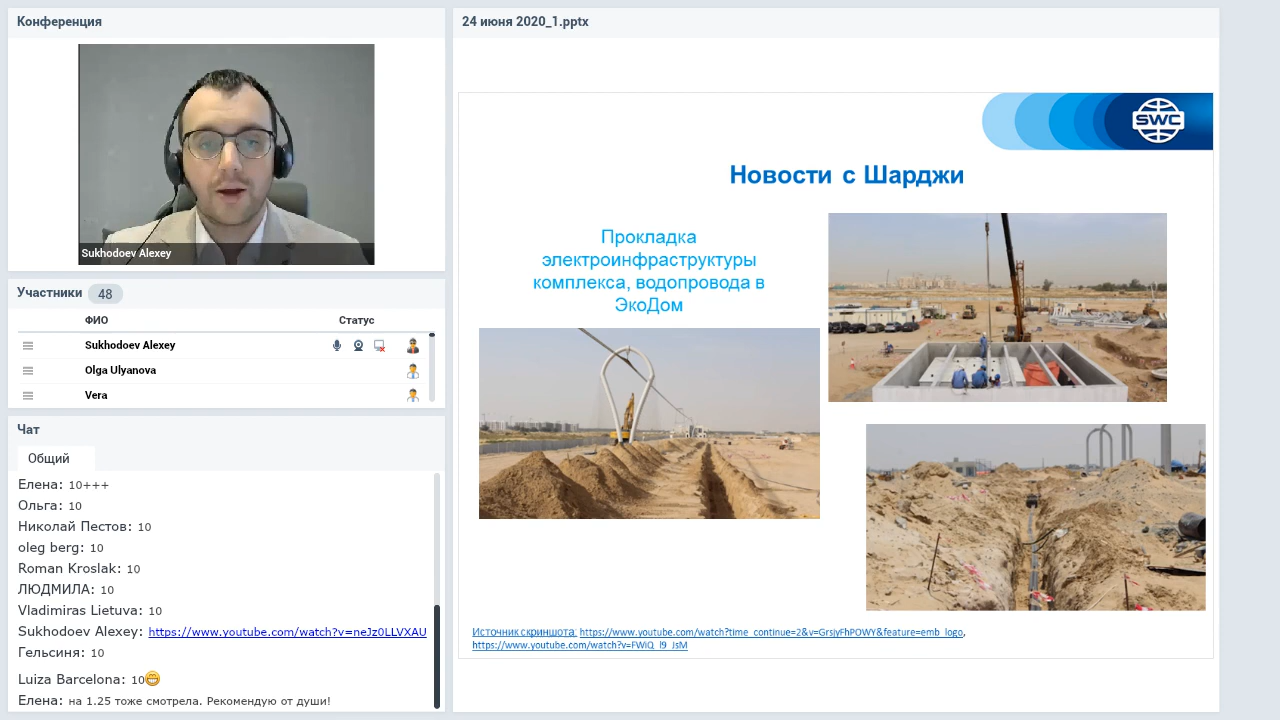 Конференция
Sukhodoev Alexey
Участники 48
ФИО Статус
Sukhodoev Alexey
Olga Ulyanova
Vera
Чат
Общий
Елена: 10+++
Ольга: 10
Николай Пестов: 10
oleg berg: 10
Roman Kroslak: 10
ЛЮДМИЛА: 10
Vladimiras Lietuva: 10
Sukhodoev Alexey: https://www.youtube.com/watch?v=neJz0LLVXAU
Гельсиня: 10
Luiza Barcelona: 10😁
Елена: на 1.25 тоже смотрела. Рекомендую от души!
24 июня 2020_1.pptx
SWC
Новости с Шарджи
Прокладка
электроинфраструктуры
комплекса, водопровода в
ЭкоДом
Источник скриншота: https://www.youtube.com/watch?time_continue=2&v=GrsjyFhPOWY&feature=emb_logo,
https://www.youtube.com/watch?v=FWiQ_l9_JsM